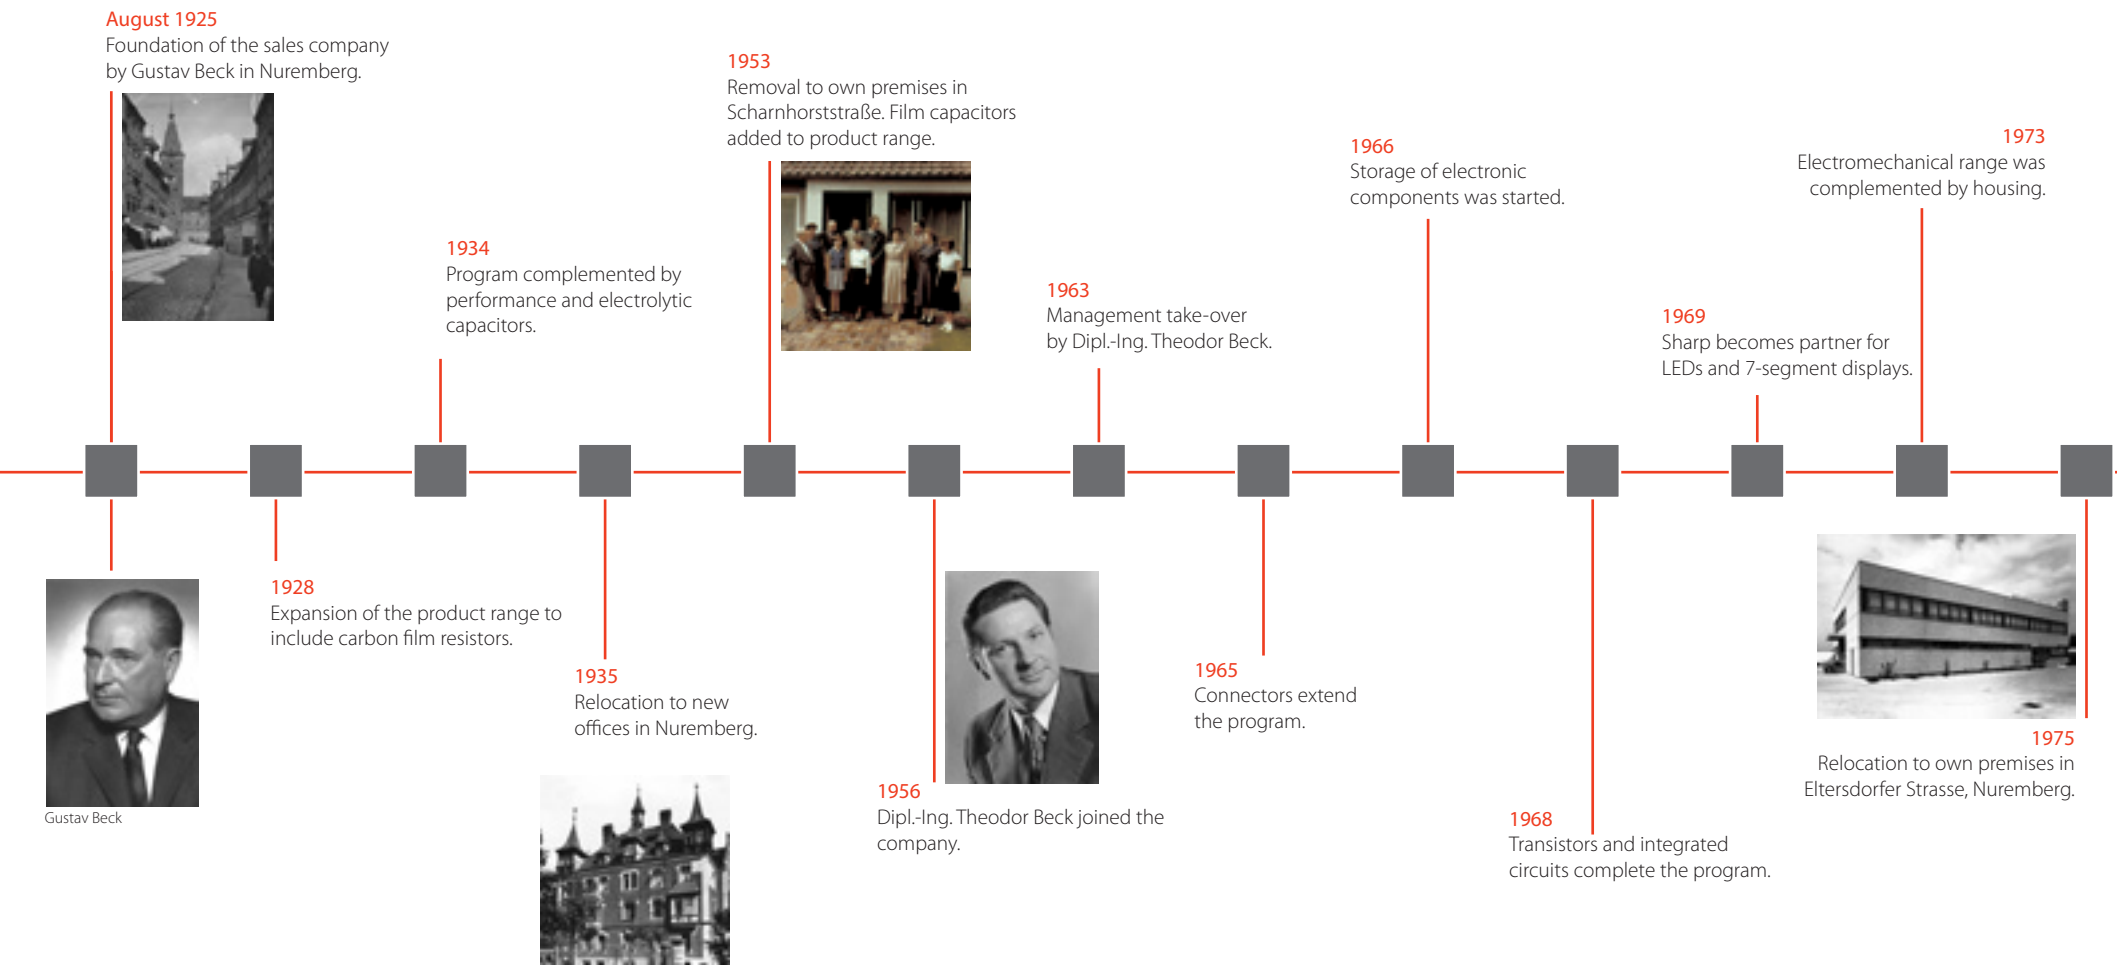 August 1925
Foundation of the sales company
by Gustav Beck in Nuremberg.
Gustav Beck
1928
Expansion of the product range to
include carbon film resistors.
1934
Program complemented by
performance and electrolytic
capacitors.
1935
Relocation to new
offices in Nuremberg.
1953
Removal to own premises in
Scharnhorststraße. Film capacitors
added to product range.
1956
Dipl.-Ing. Theodor Beck joined the
company.
1963
Management take-over
by Dipl.-Ing. Theodor Beck.
1965
Connectors extend
the program.
1966
Storage of electronic
components was started.
1968
Transistors and integrated
circuits complete the program.
1969
Sharp becomes partner for
LEDs and 7-segment displays.
1973
Electromechanical range was
complemented by housing.
1975
Relocation to own premises in
Eltersdorfer Strasse, Nuremberg.